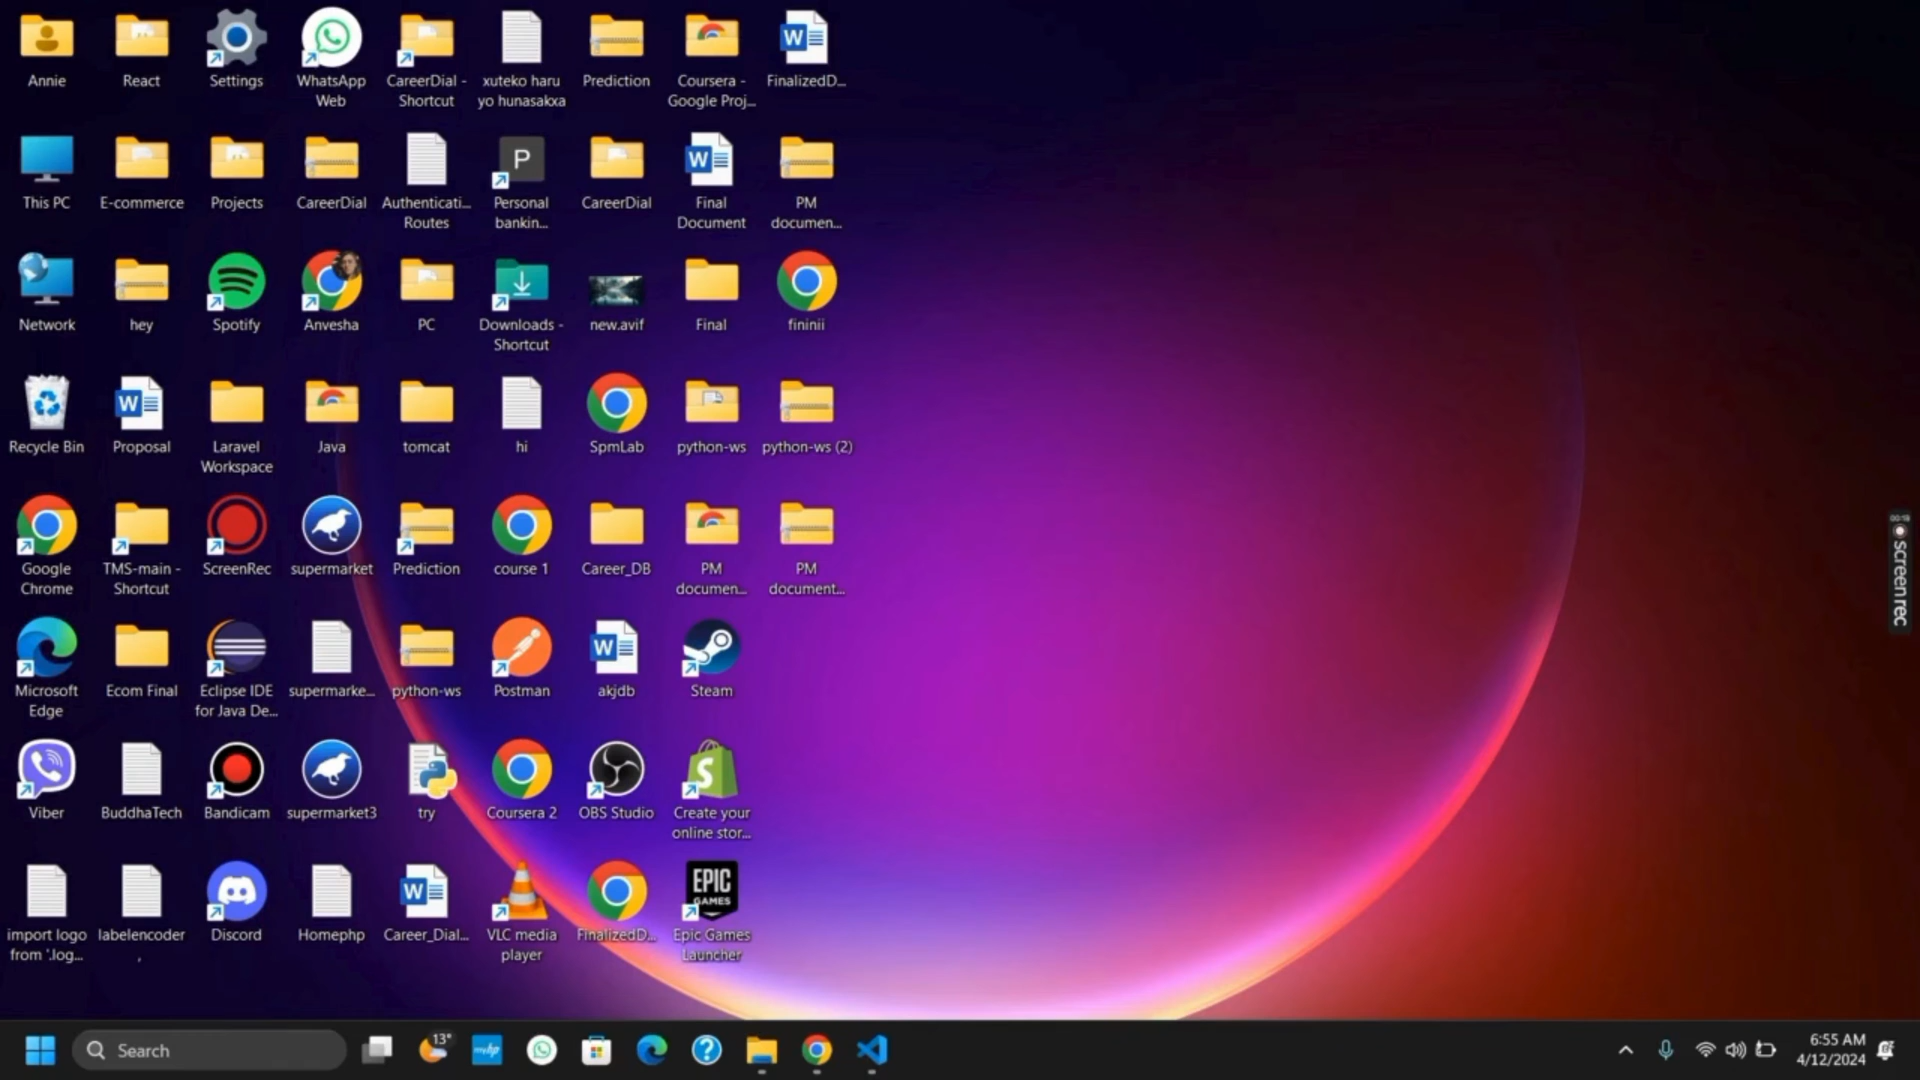 Annie
React
Settings
WhatsApp
Web
CareerDial -
Shortcut
xuteko haru
yo hunasakxa
Prediction
Coursera -
Google Proj...
FinalizedD...
This PC
E-commerce
Projects
CareerDial
Authenticati...
Routes
P
Personal
bankin...
CareerDial
Final
Document
PM
documen...
Network
hey
Spotify
Anvesha
PC
Downloads -
Shortcut
new.avif
Final
fininii
Recycle Bin
Proposal
Laravel
Workspace
Java
tomcat
hi
SpmLab
python-ws
python-ws (2)
Google
Chrome
TMS-main -
Shortcut
ScreenRec
supermarket
Prediction
course 1
Career_DB
PM
documen...
PM
document...
Microsoft
Edge
Ecom Final
Eclipse IDE
for Java De...
supermarke...
python-ws
Postman
akjdb
Steam
Viber
BuddhaTech
Bandicam
supermarket3
try
Coursera 2
OBS Studio
Create your
online stor...
import logo
from '.log...
labelencoder
,
Discord
Homephp
Career_Dial...
VLC media
player
FinalizedD...
EPIC
GAMES
Epic Games
Launcher
screenrec
Search
13°
myhp
6:55 AM
4/12/2024